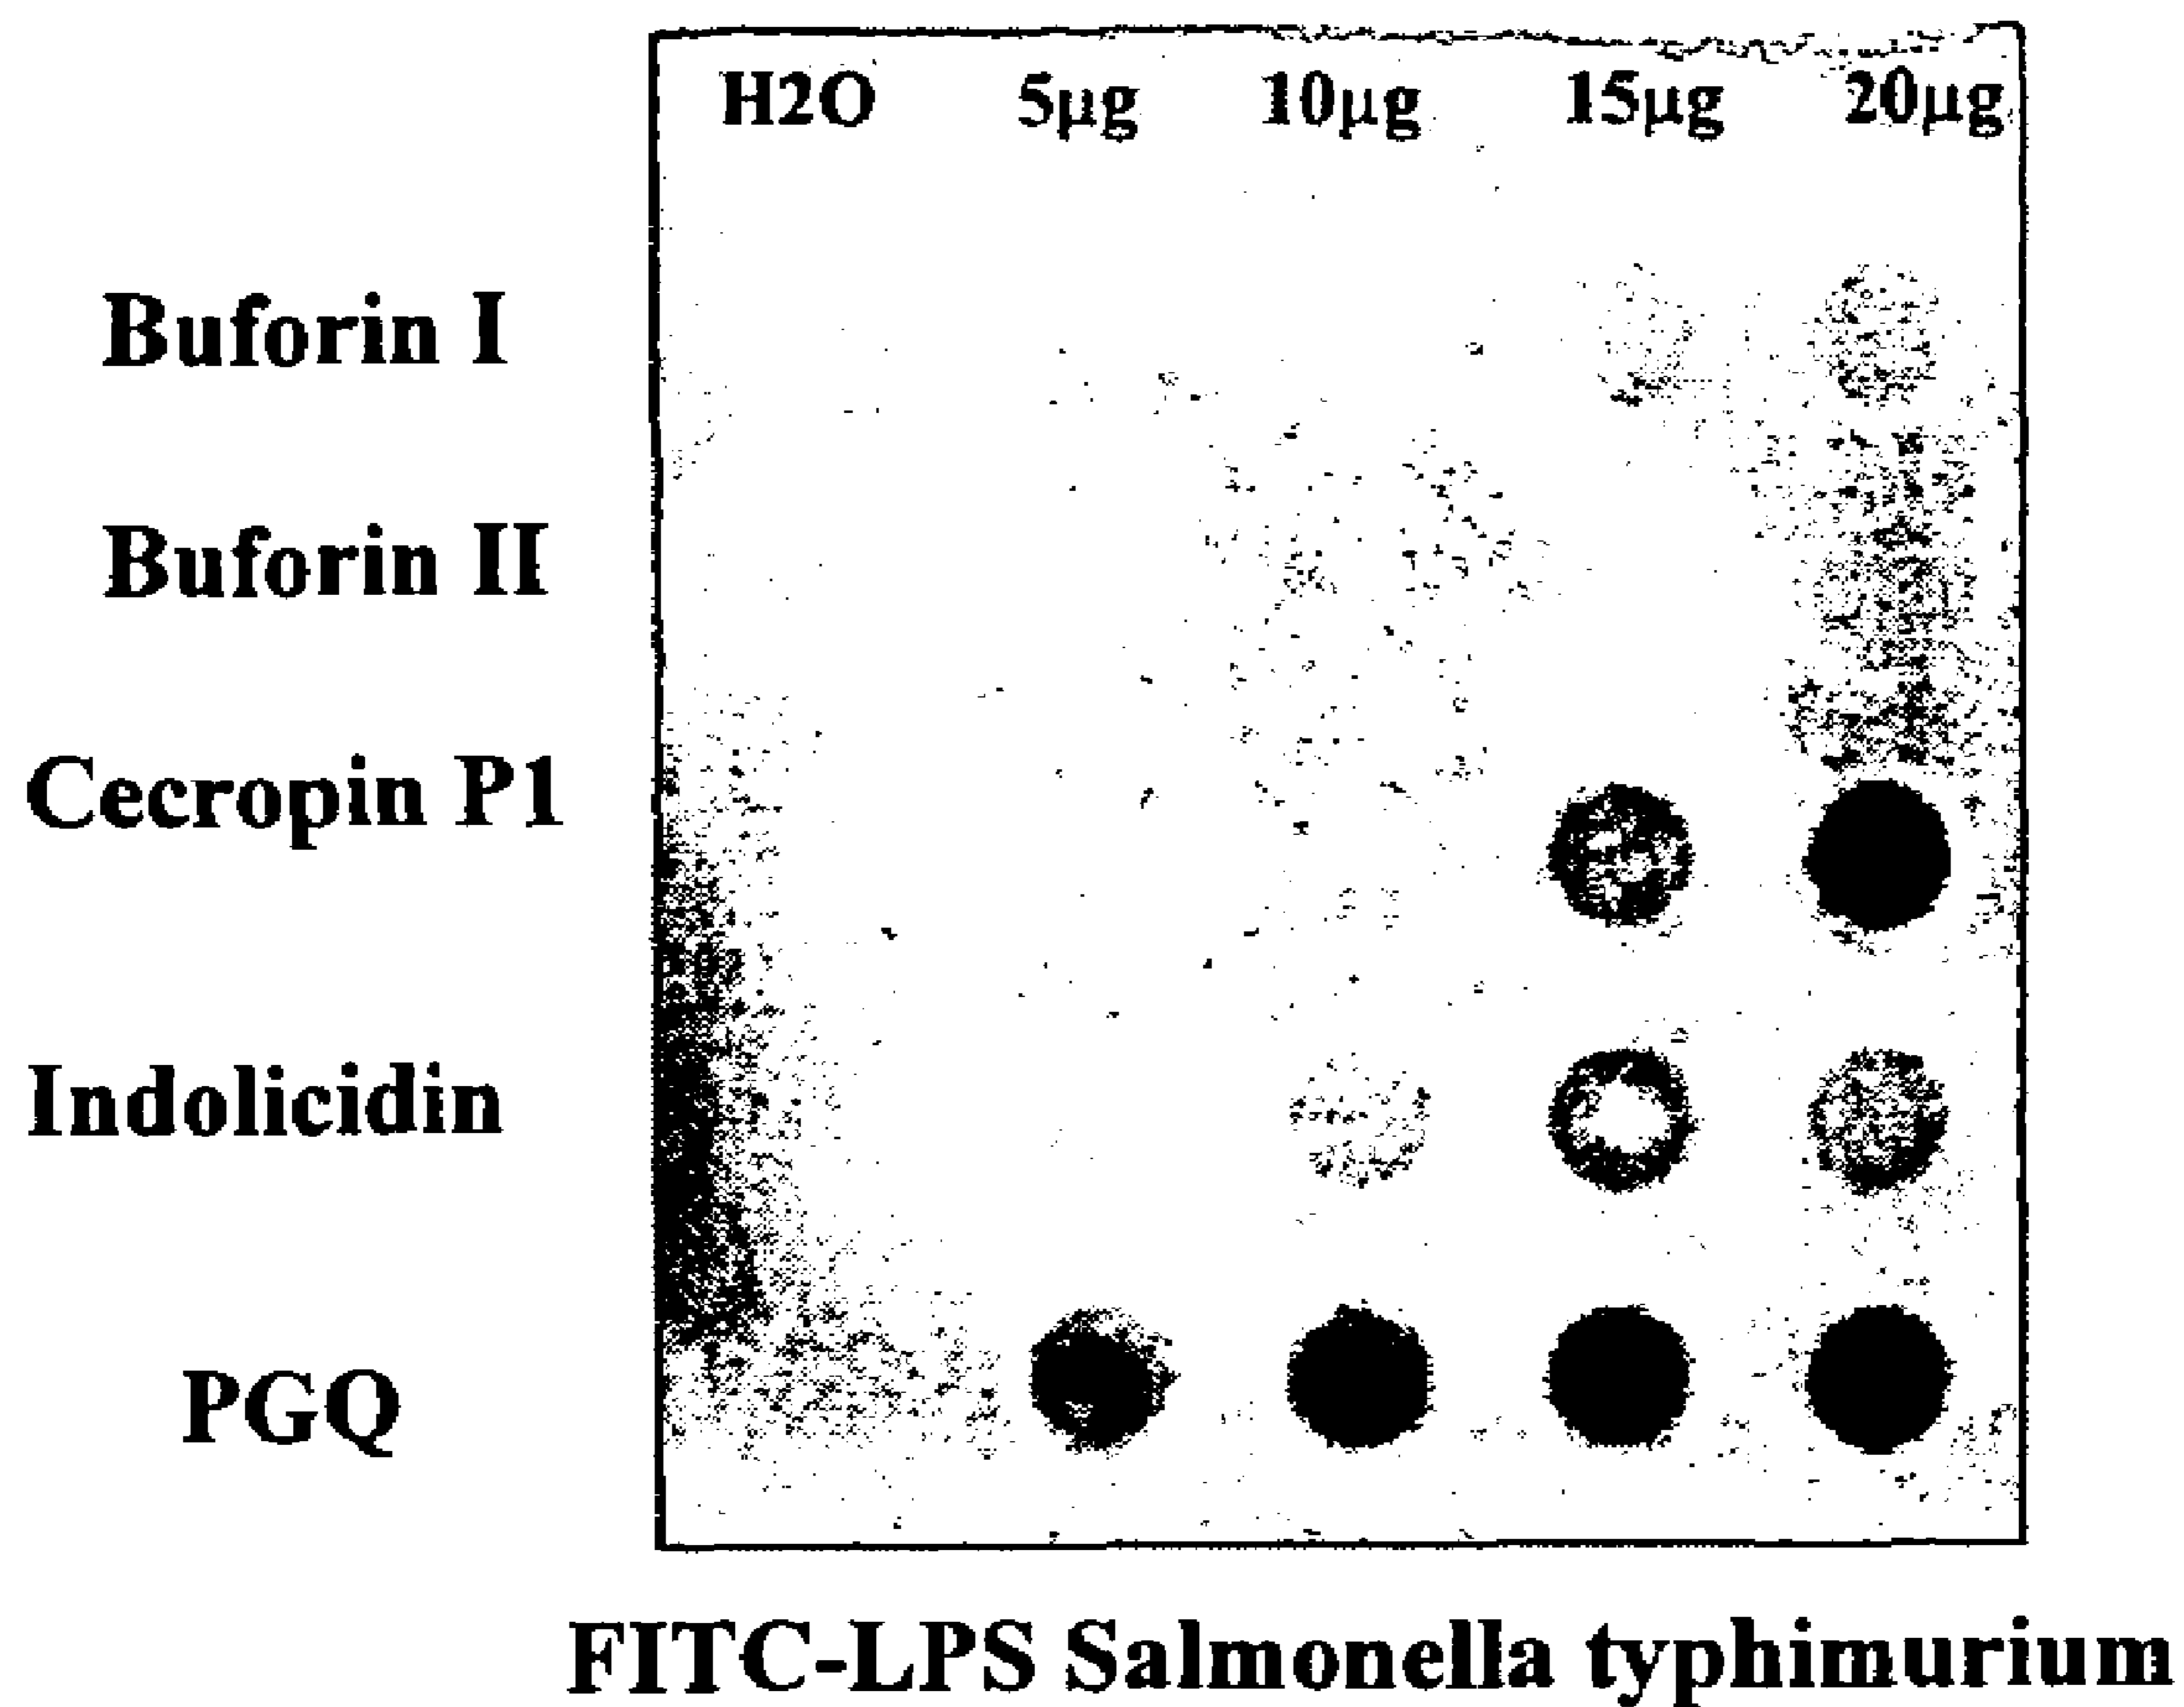 H2O 5µg 10µg 15µg 20µg
Buforin I
Buforin II
Cecropin P1
Indolicidin
PGQ
FITC-LPS Salmonella typhimurium